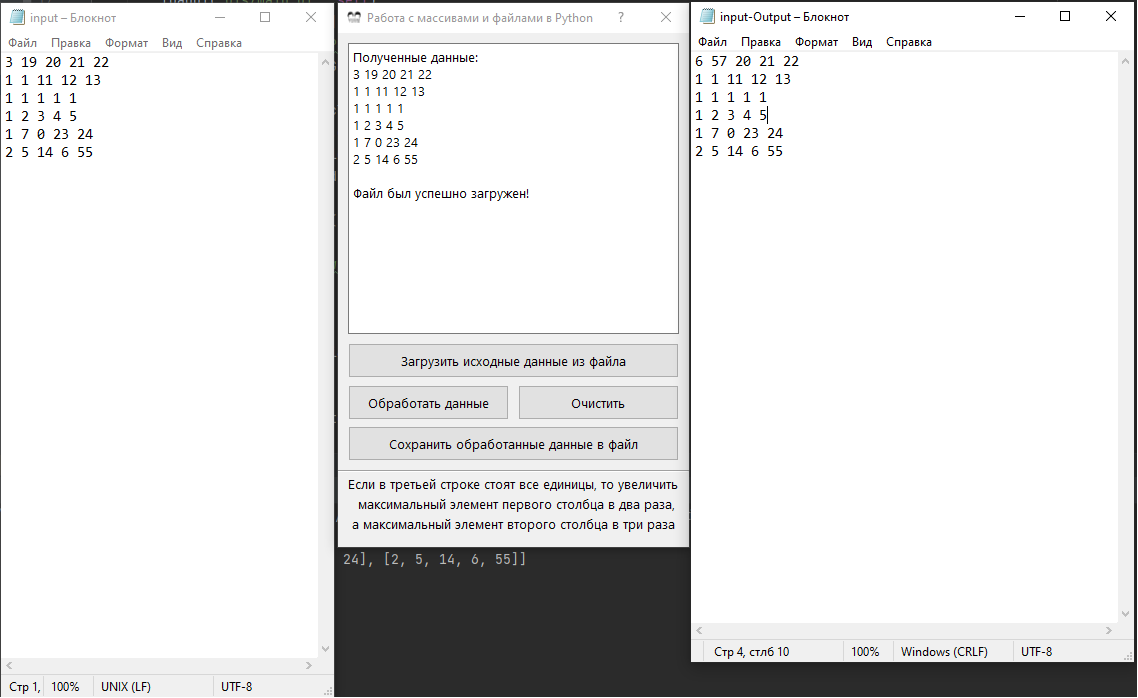 input – Блокнот
Файл Правка Формат Вид Справка
3 19 20 21 22
1 1 11 12 13
1 1 1 1 1
1 2 3 4 5
1 7 0 23 24
2 5 14 6 55
Стр 1, 100% UNIX (LF) UTF-8
Работа с массивами и файлами в Python ?
Полученные данные:
3 19 20 21 22
1 1 11 12 13
1 1 1 1 1
1 2 3 4 5
1 7 0 23 24
2 5 14 6 55
Файл был успешно загружен!
Загрузить исходные данные из файла
Обработать данные Очистить
Сохранить обработанные данные в файл
Если в третьей строке стоят все единицы, то увеличить
максимальный элемент первого столбца в два раза,
а максимальный элемент второго столбца в три раза
24], [2, 5, 14, 6, 55]]
input-Output – Блокнот
Файл Правка Формат Вид Справка
6 57 20 21 22
1 1 11 12 13
1 1 1 1 1
1 2 3 4 5
1 7 0 23 24
2 5 14 6 55
Стр 4, стлб 10 100% Windows (CRLF) UTF-8